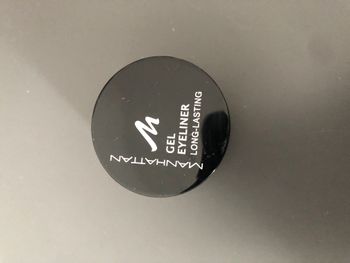 M
GEL
EYELINER
LONG-LASTING
MANHATTAN